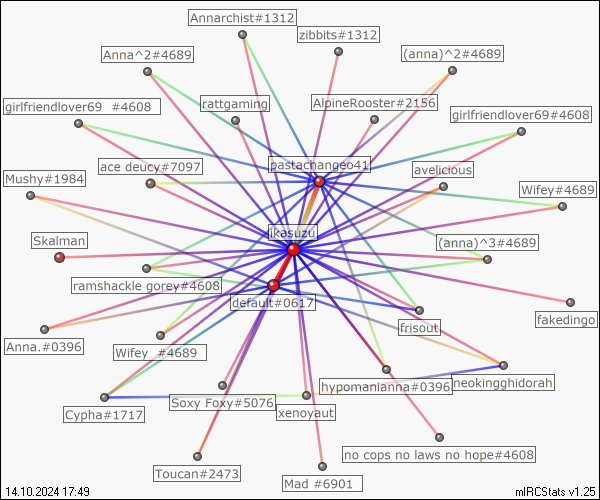 Annarchist#1312
zibbits#1312
Anna^2#4689
(anna)^2#4689
girlfriendlover69 #4608
rattgaming
AlpineRooster#2156
girlfriendlover69#4608
ace deucy#7097
pastachangeo41
avelicious
Mushy#1984
Wifey#4689
ikasuzu
Skalman
(anna)^3#4689
ramshackle gorey#4608
default#0617
fakedingo
frisout
Anna.#0396
Wifey #4689
hypomanianna#0396
neokingghidorah
Soxy Foxy#5076
xenoyaut
Cypha#1717
no cops no laws no hope#4608
Toucan#2473
Mad #6901
14.10.2024 17:49
mIRCStats v1.25